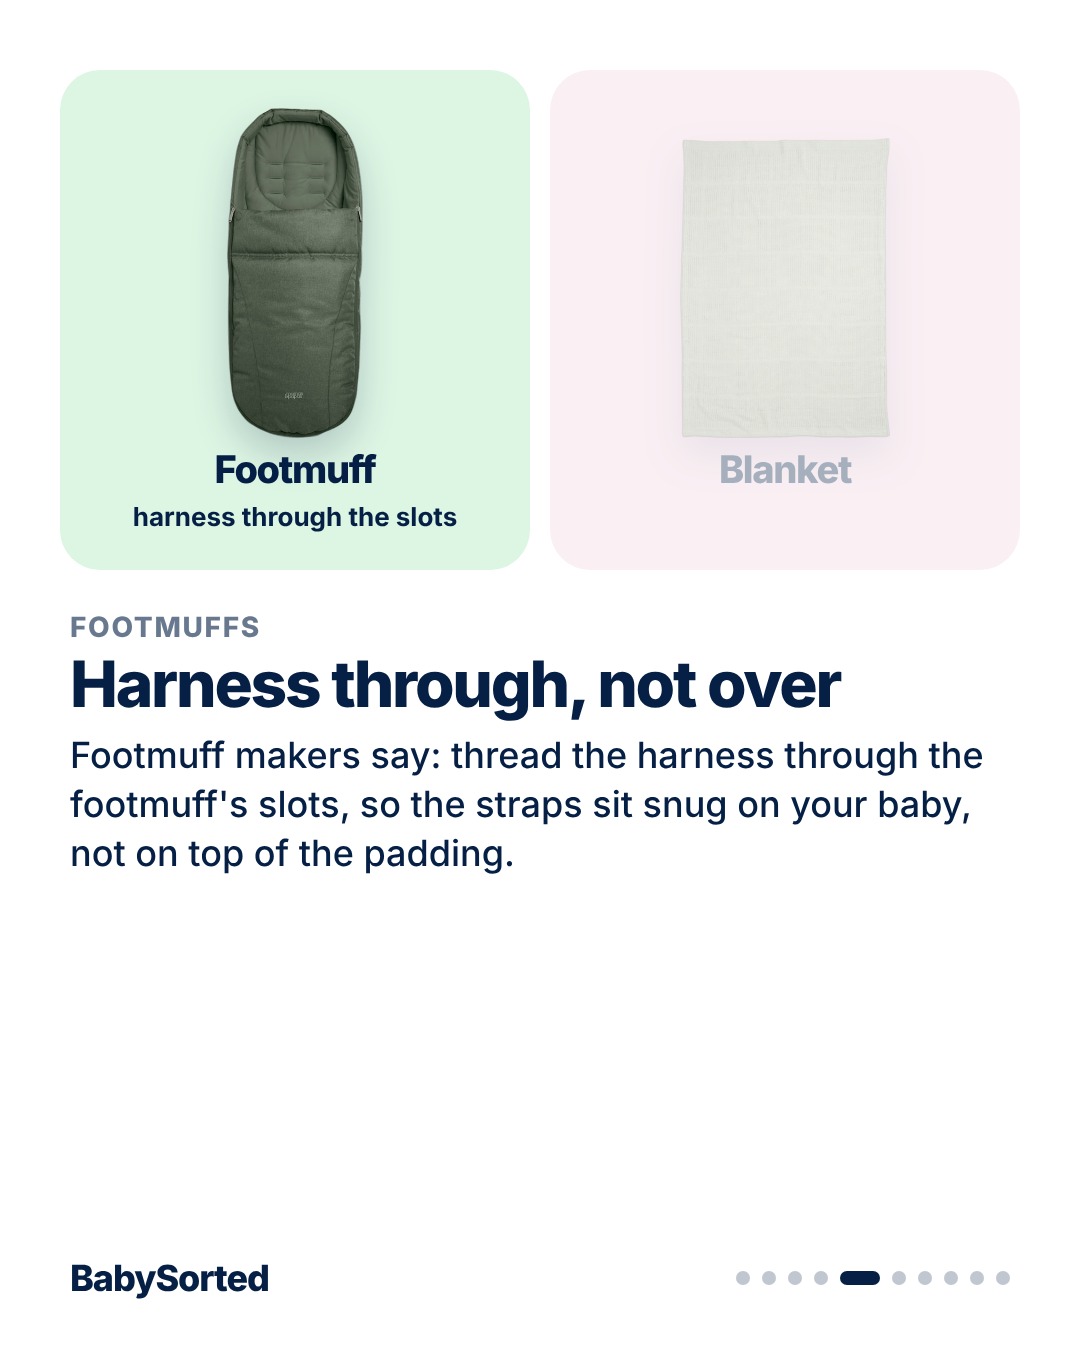 Footmuff
harness through the slots
Blanket
FOOTMUFFS
Harness through, not over
Footmuff makers say: thread the harness through the
footmuff's slots, so the straps sit snug on your baby,
not on top of the padding.
BabySorted